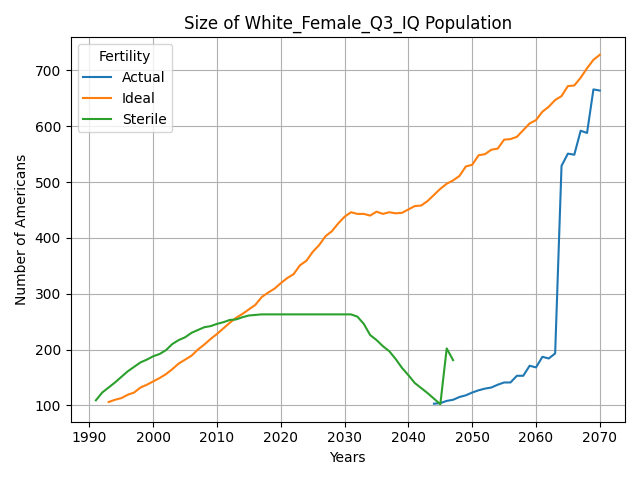 Size of White_Female_Q3_IQ Population
Fertility
Actual
Ideal
Sterile
Number of Americans
700
600
500
400
300
200
100
1990 2000 2010 2020 2030 2040 2050 2060 2070
Years